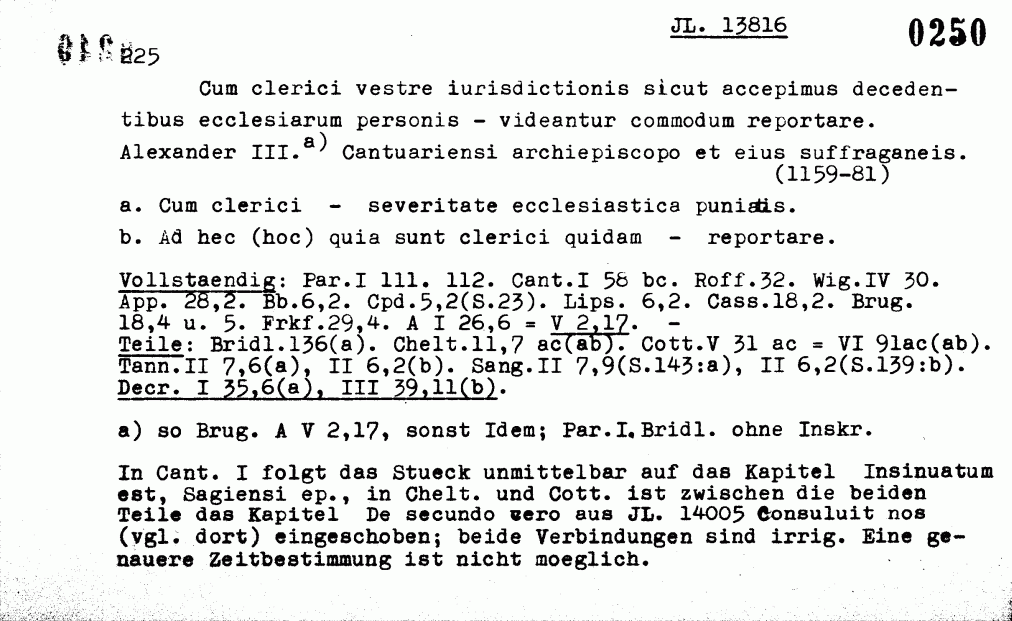 JL. 13816
0250
225
Cum clerici vestre iurisdictionis sicut accepimus deceden-
tibus ecclesiarum personis - videantur commodum reportare.
Alexander III.a) Cantuariensi archiepiscopo et eius suffraganeis.
(1159-81)
a. Cum clerici - severitate ecclesiastica puniatis.
b. Ad hec (hoc) quia sunt clerici quidam - reportare.
Vollstaendig: Par.I 111. 112. Cant.I 58 bc. Roff.32. Wig.IV 30.
App. 28,2. Bb.6,2. Cpd.5,2(S.23). Lips. 6,2. Cass.18,2. Brug.
18,4 u. 5. Frkf.29,4. A I 26,6 = V 2,17. -
Teile: Bridl.136(a). Chelt.11,7 ac(ab). Cott.V 31 ac = VI 91ac(ab).
Tann.II 7,6(a), II 6,2(b). Sang.II 7,9(S.143:a), II 6,2(S.139:b).
Decr. I 35,6(a), III 39,11(b).
a) so Brug. A V 2,17, sonst Idem; Par.I.Bridl. ohne Inskr.
In Cant. I folgt das Stueck unmittelbar auf das Kapitel Insinuatum
est, Sagiensi ep., in Chelt. und Cott. ist zwischen die beiden
Teile das Kapitel De secundo vero aus JL. 14005 Consuluit nos
(vgl. dort) eingeschoben; beide Verbindungen sind irrig. Eine ge-
nauere Zeitbestimmung ist nicht moeglich.